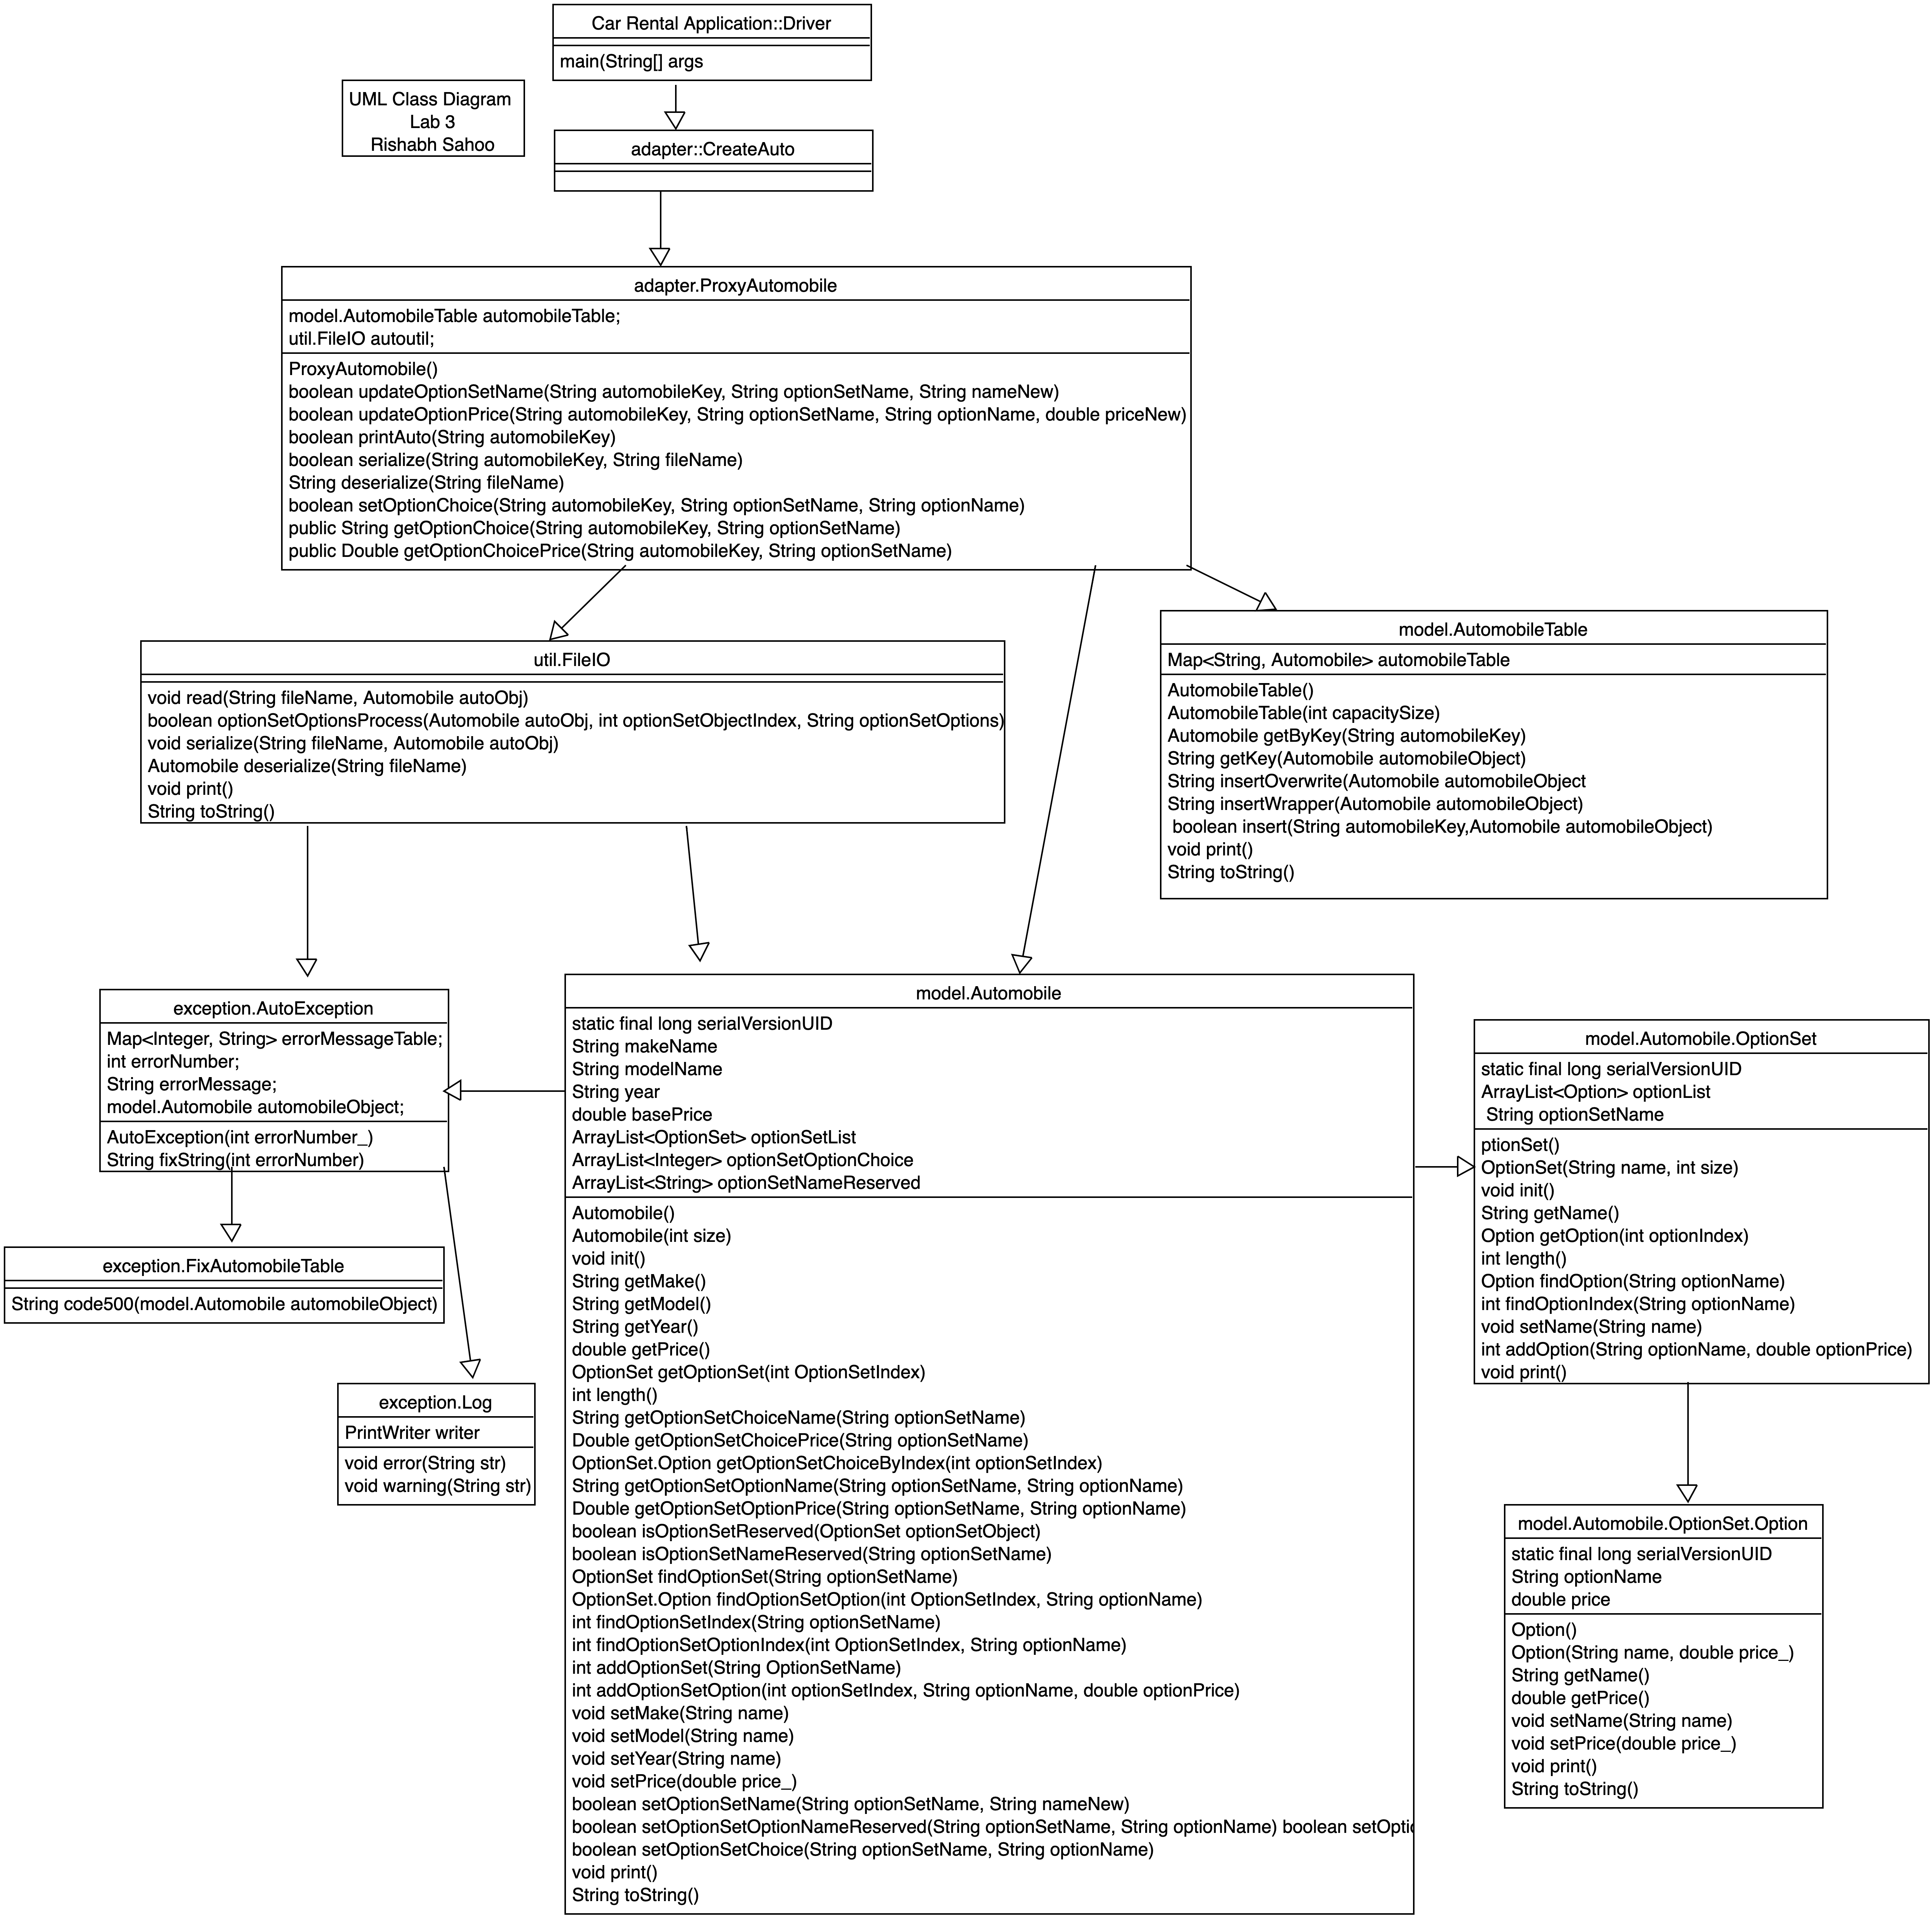 Car Rental Application::Driver
main(String[] args
UML Class Diagram
Lab 3
Rishabh Sahoo
adapter::CreateAuto
adapter.ProxyAutomobile
model.AutomobileTable automobileTable;
util.FileIO autoutil;
ProxyAutomobile()
boolean updateOptionSetName(String automobileKey, String optionSetName, String nameNew)
boolean updateOptionPrice(String automobileKey, String optionSetName, String optionName, double priceNew)
boolean printAuto(String automobileKey)
boolean serialize(String automobileKey, String fileName)
String deserialize(String fileName)
boolean setOptionChoice(String automobileKey, String optionSetName, String optionName)
public String getOptionChoice(String automobileKey, String optionSetName)
public Double getOptionChoicePrice(String automobileKey, String optionSetName)
util.FileIO
void read(String fileName, Automobile autoObj)
boolean optionSetOptionsProcess(Automobile autoObj, int optionSetObjectIndex, String optionSetOptions)
void serialize(String fileName, Automobile autoObj)
Automobile deserialize(String fileName)
void print()
String toString()
model.AutomobileTable
Map<String, Automobile> automobileTable
AutomobileTable()
AutomobileTable(int capacitySize)
Automobile getByKey(String automobileKey)
String getKey(Automobile automobileObject)
String insertOverwrite(Automobile automobileObject
String insertWrapper(Automobile automobileObject)
boolean insert(String automobileKey,Automobile automobileObject)
void print()
String toString()
exception.AutoException
Map<Integer, String> errorMessageTable;
int errorNumber;
String errorMessage;
model.Automobile automobileObject;
AutoException(int errorNumber_)
String fixString(int errorNumber)
exception.FixAutomobileTable
String code500(model.Automobile automobileObject)
exception.Log
PrintWriter writer
void error(String str)
void warning(String str)
model.Automobile
static final long serialVersionUID
String makeName
String modelName
String year
double basePrice
ArrayList<OptionSet> optionSetList
ArrayList<Integer> optionSetOptionChoice
ArrayList<String> optionSetNameReserved
Automobile()
Automobile(int size)
void init()
String getMake()
String getModel()
String getYear()
double getPrice()
OptionSet getOptionSet(int OptionSetIndex)
int length()
String getOptionSetChoiceName(String optionSetName)
Double getOptionSetChoicePrice(String optionSetName)
OptionSet.Option getOptionSetChoiceByIndex(int optionSetIndex)
String getOptionSetOptionName(String optionSetName, String optionName)
Double getOptionSetOptionPrice(String optionSetName, String optionName)
boolean isOptionSetReserved(OptionSet optionSetObject)
boolean isOptionSetNameReserved(String optionSetName)
OptionSet findOptionSet(String optionSetName)
OptionSet.Option findOptionSetOption(int OptionSetIndex, String optionName)
int findOptionSetIndex(String optionSetName)
int findOptionSetOptionIndex(int OptionSetIndex, String optionName)
int addOptionSet(String OptionSetName)
int addOptionSetOption(int optionSetIndex, String optionName, double optionPrice)
void setMake(String name)
void setModel(String name)
void setYear(String name)
void setPrice(double price_)
boolean setOptionSetName(String optionSetName, String nameNew)
boolean setOptionSetOptionNameReserved(String optionSetName, String optionName) boolean
boolean setOptionSetChoice(String optionSetName, String optionName)
void print()
String toString()
model.Automobile.OptionSet
static final long serialVersionUID
ArrayList<Option> optionList
String optionSetName
ptionSet()
OptionSet(String name, int size)
void init()
String getName()
Option getOption(int optionIndex)
int length()
Option findOption(String optionName)
int findOptionIndex(String optionName)
void setName(String name)
int addOption(String optionName, double optionPrice)
void print()
model.Automobile.OptionSet.Option
static final long serialVersionUID
String optionName
double price
Option()
Option(String name, double price_)
String getName()
double getPrice()
void setName(String name)
void setPrice(double price_)
void print()
String toString()